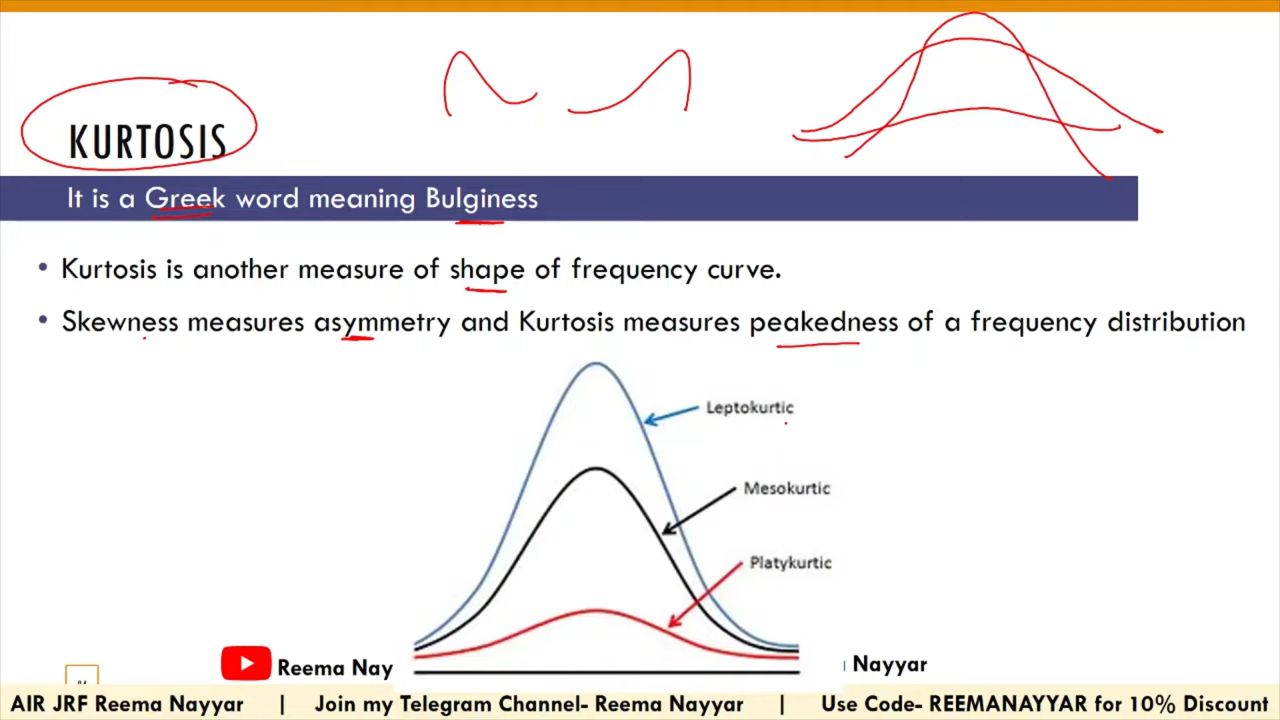 KURTOSIS
It is a Greek word meaning Bulginess
• Kurtosis is another measure of shape of frequency curve.
• Skewness measures asymmetry and Kurtosis measures peakedness of a frequency distribution
Leptokurtic
Mesokurtic
Platykurtic
Reema Nay
Nayyar
AIR JRF Reema Nayyar | Join my Telegram Channel- Reema Nayyar | Use Code- REEMANAYYAR for 10% Discount